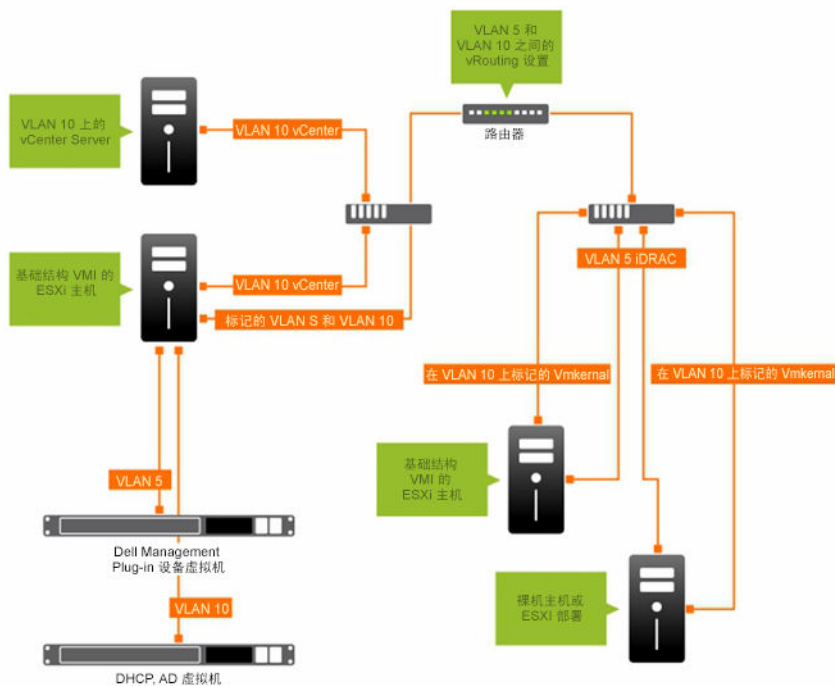 VLAN 5 和
VLAN 10 之间的
vRouting 设置
路由器
VLAN 10 上的
vCenter Server
VLAN 10 vCenter
基础结构 VMI 的
ESXi 主机
VLAN 10 vCenter
标记的 VLAN S 和 VLAN 10
VLAN 5 iDRAC
在 VLAN 10 上标记的 Vmkernal
在 VLAN 10 上标记的 Vmkernal
基础结构
VMI 的
ESXi 主机
VLAN 5
Dell Management
Plug-in 设备虚拟机
VLAN 10
裸机主机或
ESXI 部署
DHCP, AD 虚拟机